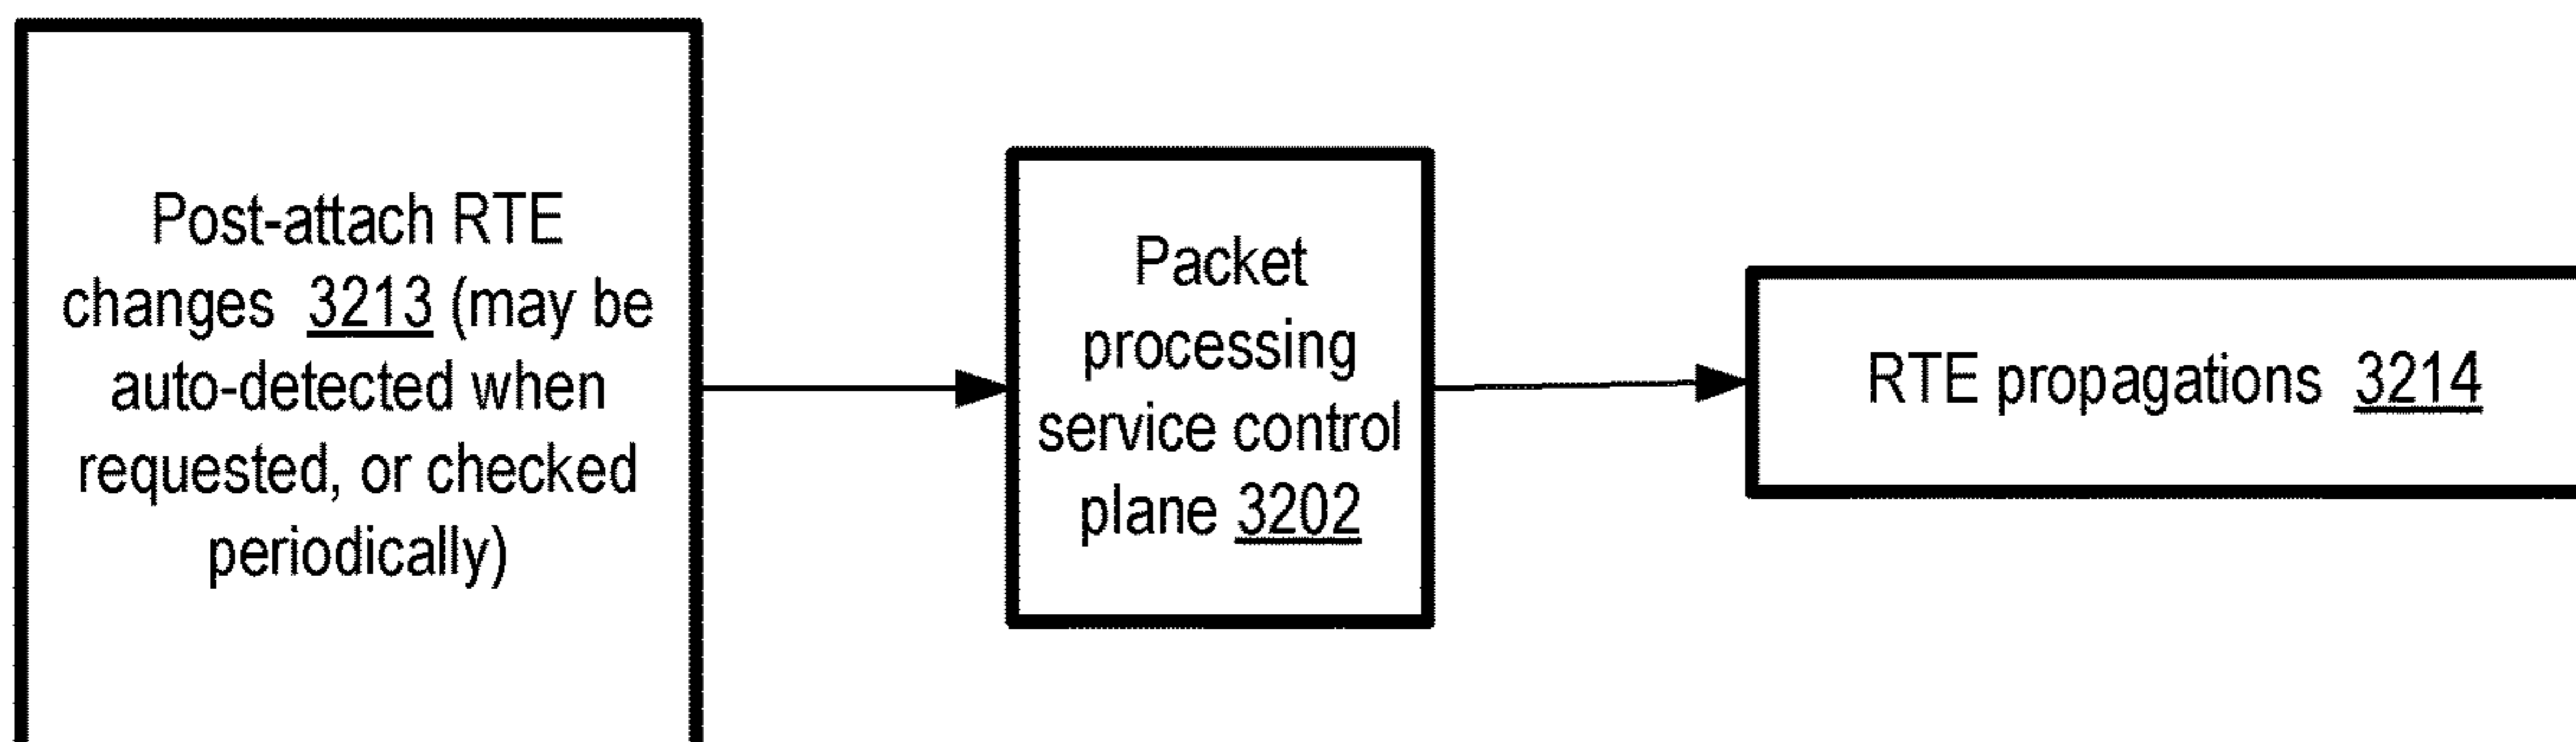 Post-attach RTE
changes 3213 (may be
auto-detected when
requested, or checked
periodically)
Packet
processing
service control
plane 3202
RTE propagations 3214